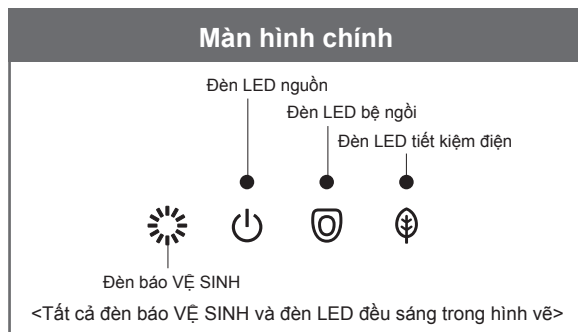 Màn hình chính
Đèn LED nguồn
Đèn LED bệ ngồi
Đèn LED tiết kiệm điện
Đèn báo VỆ SINH
<Tất cả đèn báo VỆ SINH và đèn LED đều sáng trong hình vẽ>